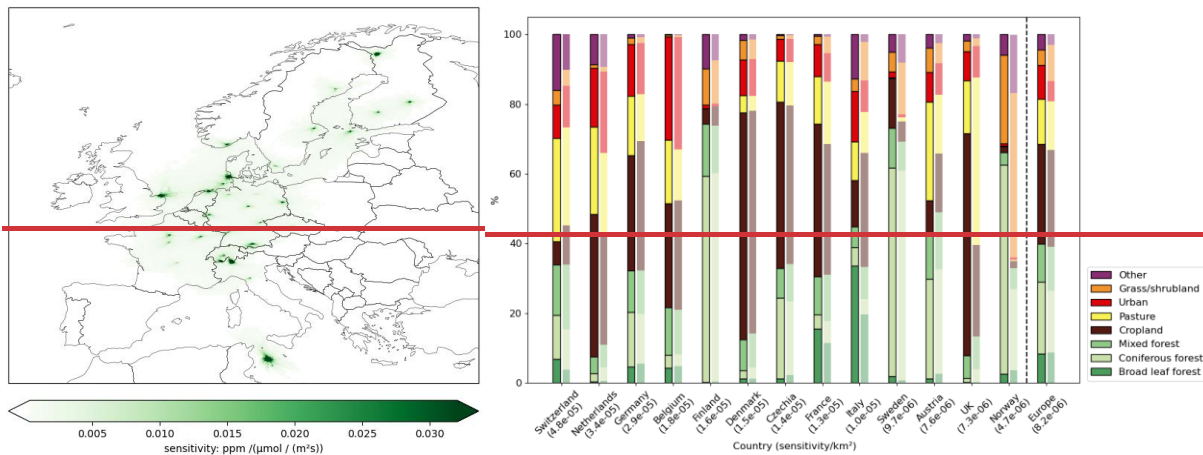 0.005 0.010 0.015 0.020 0.025 0.030
sensitivity: ppm /(μmol / (m²s))
100
80
60
40
20
0
%
Switzerland
(4.8e-05)
Netherlands
(3.4e-05)
Germany
(2.9e-05)
Belgium
(1.8e-05)
Finland
(1.6e-05)
Denmark
(1.5e-05)
Czechia
(1.4e-05)
France
(1.3e-05)
Italy
(1.0e-05)
Sweden
(9.7e-06)
Austria
(7.6e-06)
UK
(7.3e-06)
Norway
(4.7e-06)
Europe
(8.2e-06)
Country (sensitivity/km²)
Other
Grass/shrubland
Urban
Pasture
Cropland
Mixed forest
Coniferous forest
Broad leaf forest